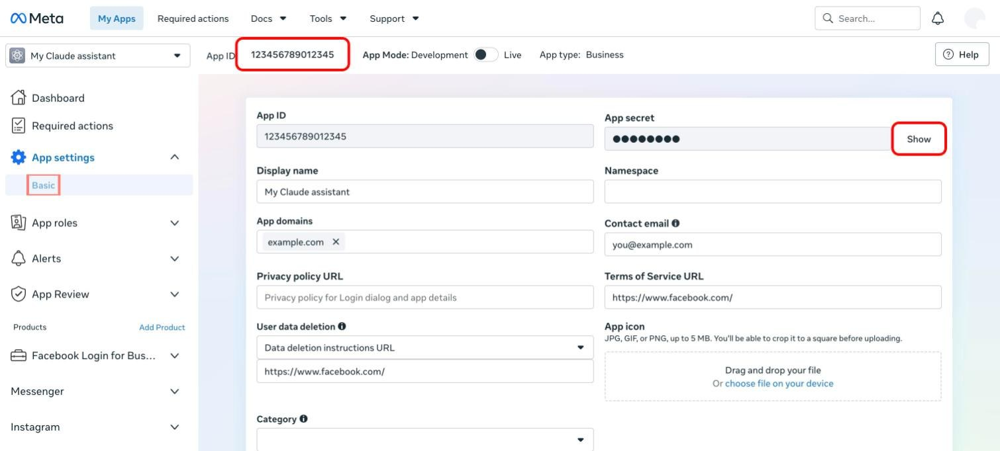 Meta
My Apps
Required actions
Docs
Tools
Support
Search...
My Claude assistant
App ID
123456789012345
App Mode: Development
Live
App type: Business
Help
Dashboard
Required actions
App settings
Basic
App roles
Alerts
App Review
Products
Add Product
Facebook Login for Bus...
Messenger
Instagram
App ID
123456789012345
App secret
●●●●●●●●
Show
Display name
My Claude assistant
Namespace
App domains
example.com
Contact email
you@example.com
Privacy policy URL
Privacy policy for Login dialog and app details
Terms of Service URL
https://www.facebook.com/
User data deletion
Data deletion instructions URL
https://www.facebook.com/
App icon
JPG, GIF, or PNG, up to 5 MB. You'll be able to crop it to a square before uploading.
Drag and drop your file
Or choose file on your device
Category